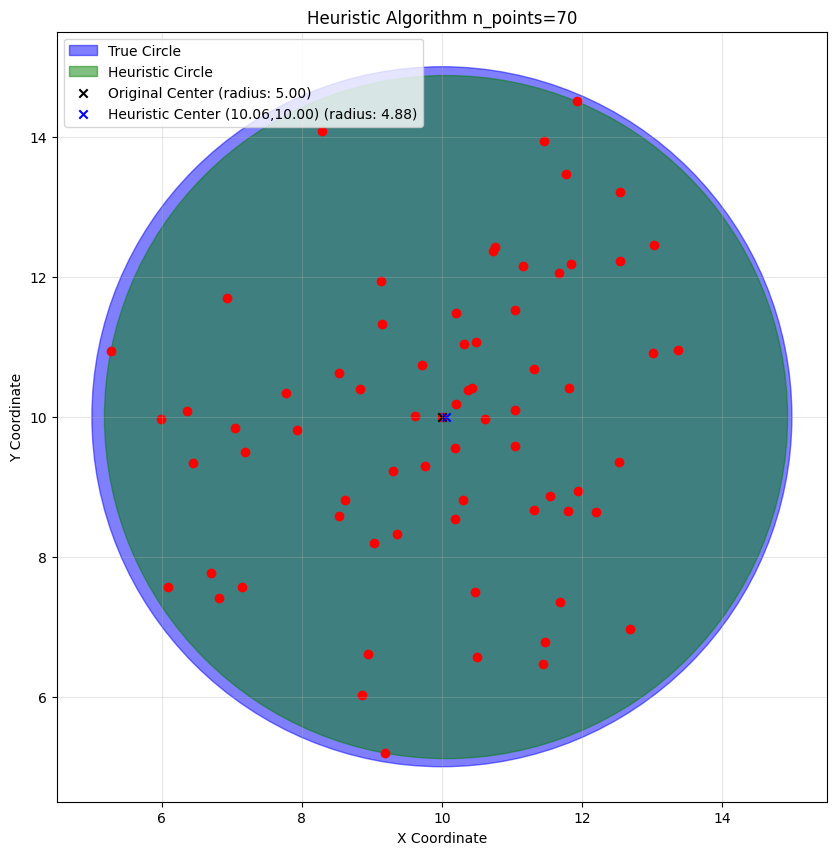 Heuristic Algorithm n_points=70
True Circle
Heuristic Circle
Original Center (radius: 5.00)
Heuristic Center (10.06,10.00) (radius: 4.88)
Y Coordinate
14
12
10
8
6
6
8
10
12
14
X Coordinate